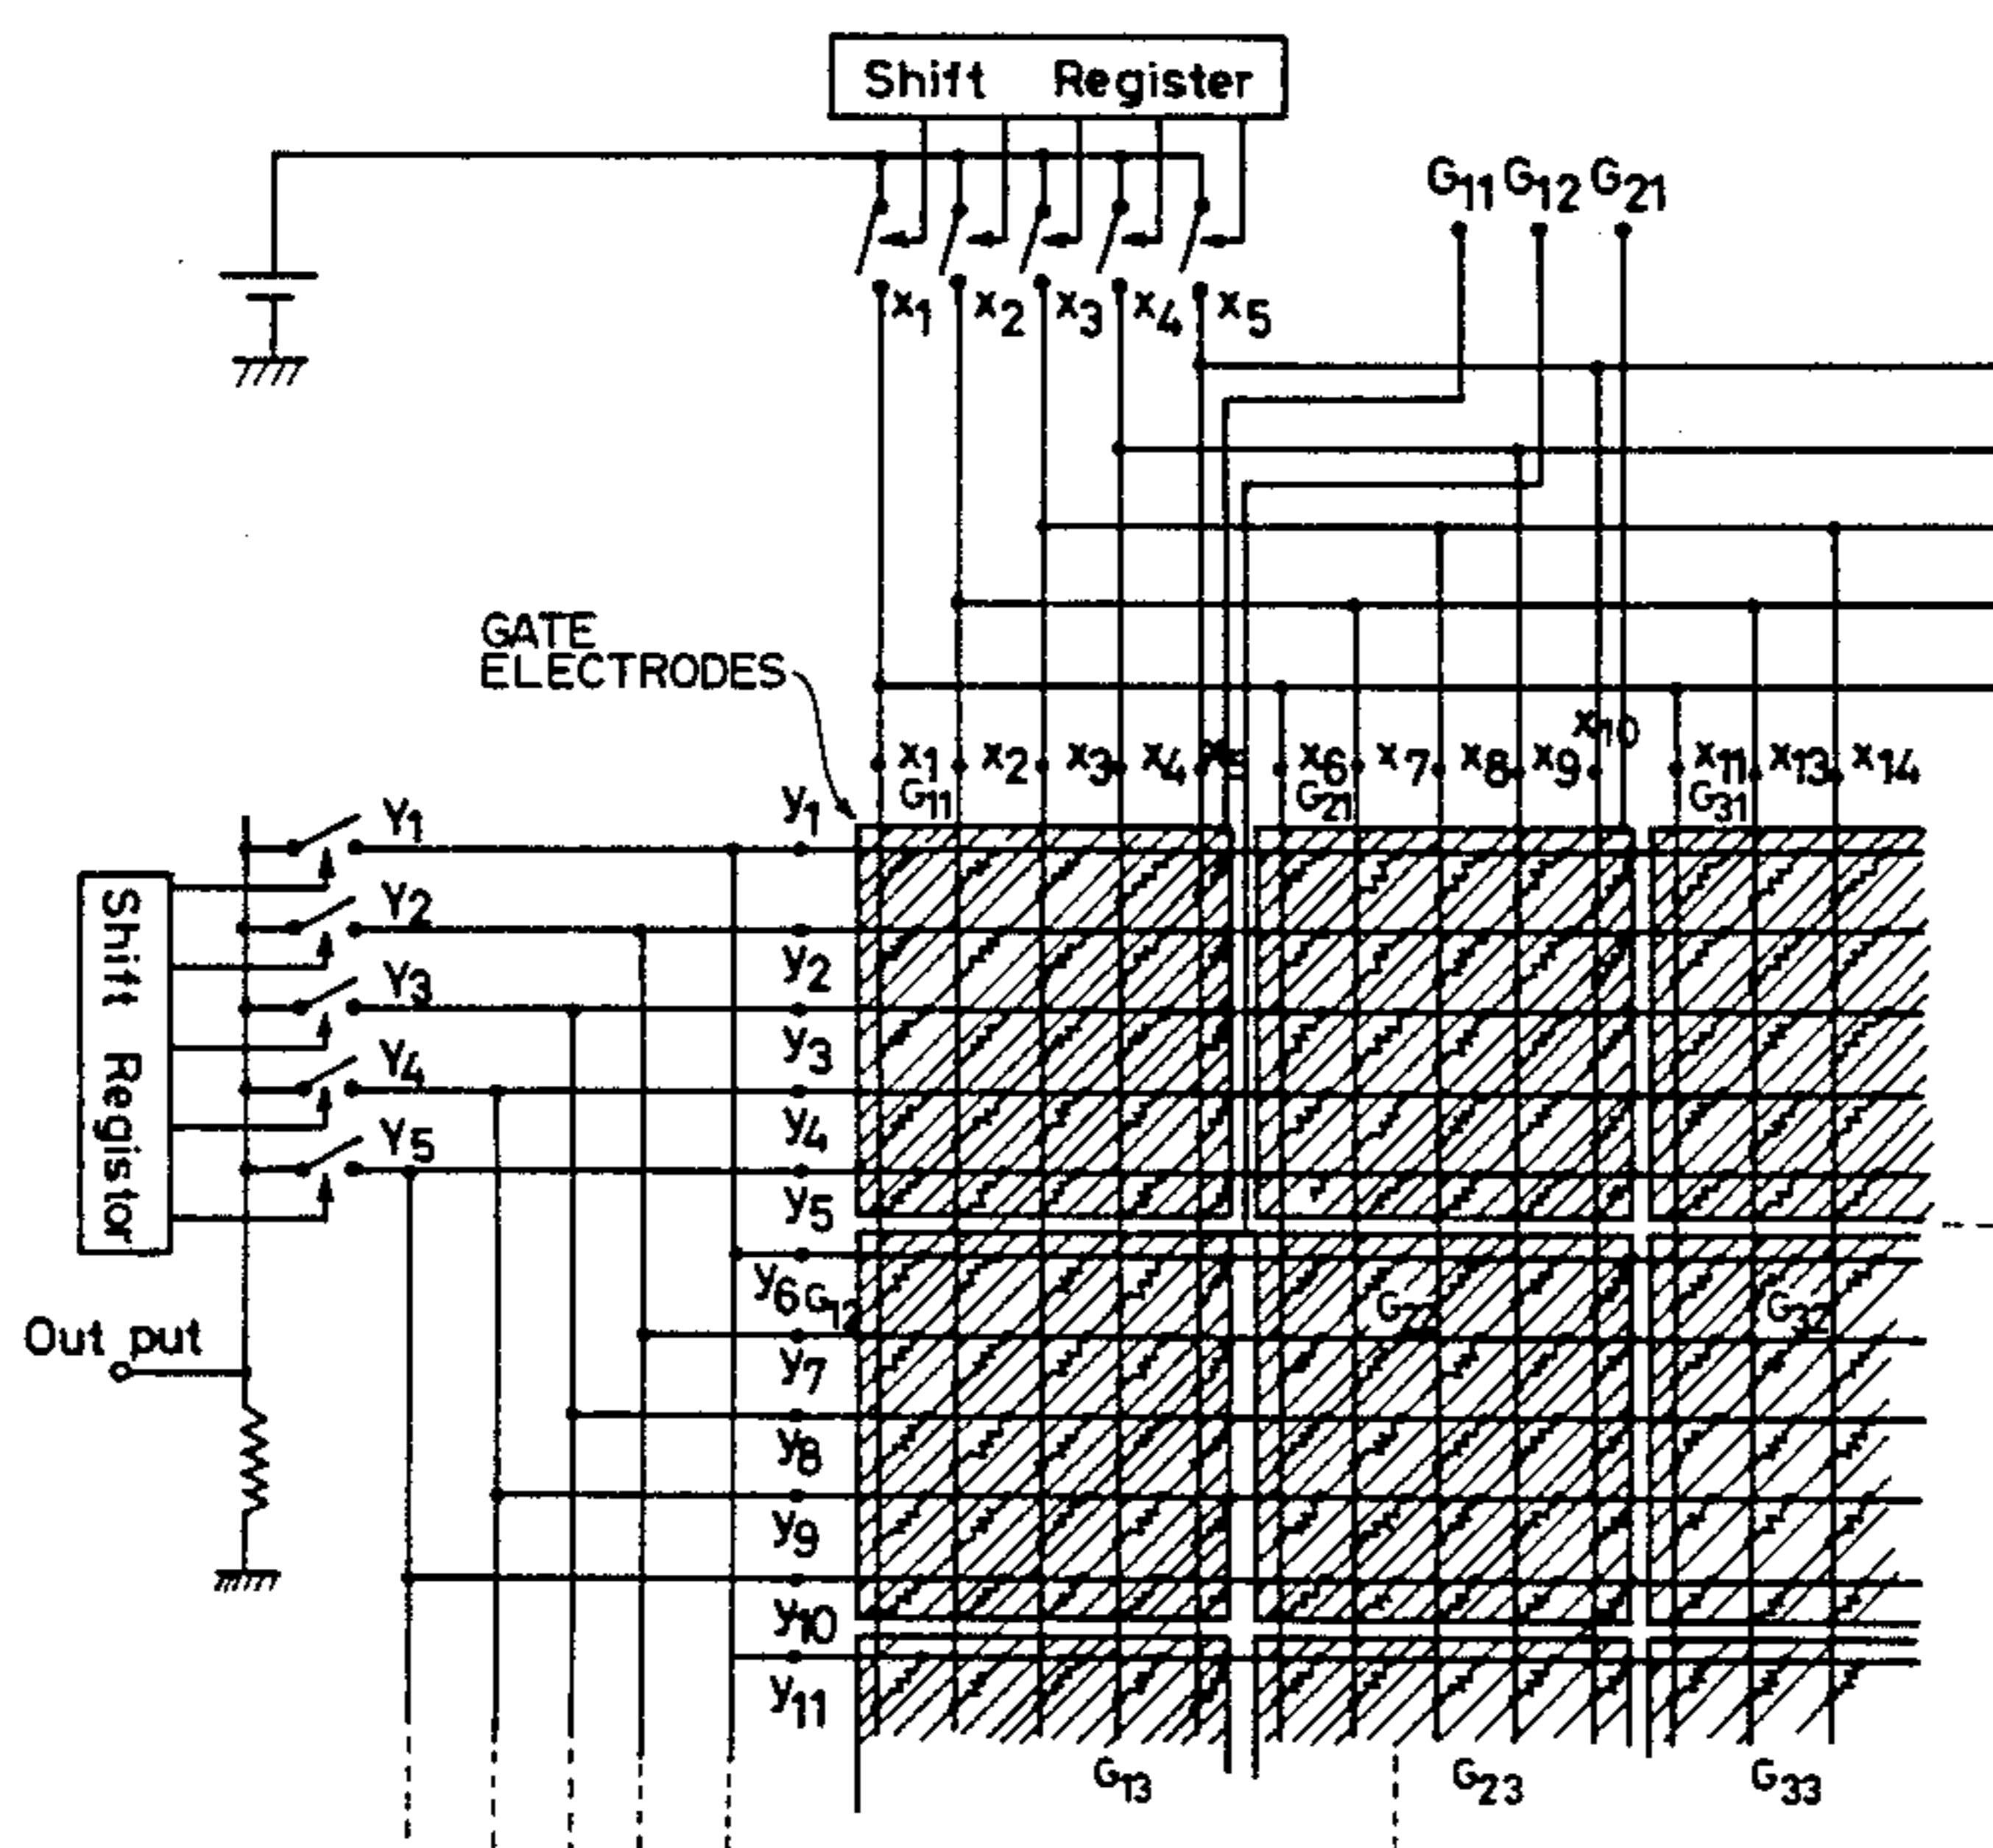 Shift Register
G11 G12 G21
x1 x2 x3 x4 x5
GATE
ELECTRODES
x10
x1 x2 x3 x4 x5 x6 x7 x8 x9 x11 x13 x14
G11 G21 G31
Y1 y1
Y2 y2
Y3 y3
Y4 y4
Y5 y5
Shift Registor
y6 G12 G22 G32
Out put
y7
y8
y9
y10
y11
G13 G23 G33